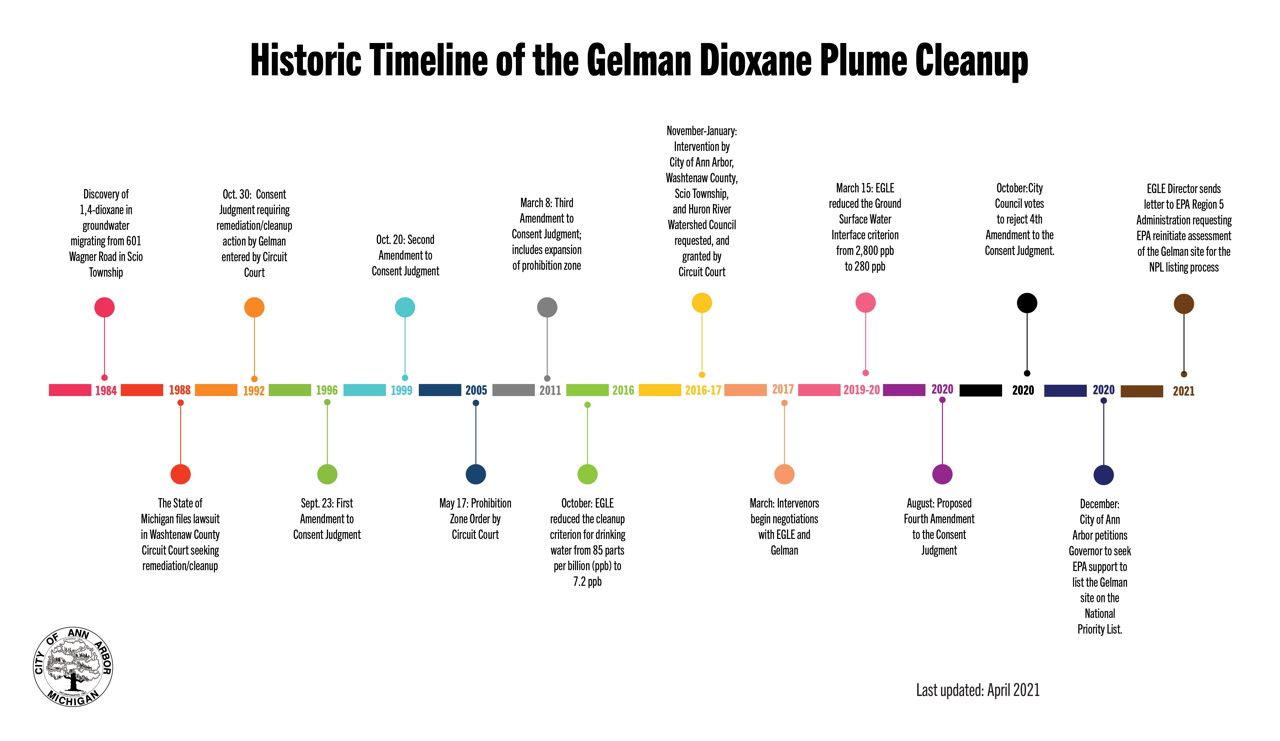 Historic Timeline of the Gelman Dioxane Plume Cleanup
Discovery of
1,4-dioxane in
groundwater
migrating from 601
Wagner Road in Scio
Township
1984
1988
The State of
Michigan files lawsuit
in Washtenaw County
Circuit Court seeking
remediation/cleanup
Oct. 30:  Consent
Judgment requiring
remediation/cleanup
action by Gelman
entered by Circuit
Court
1992
1996
Sept. 23: First
Amendment to
Consent Judgment
Oct. 20: Second
Amendment to
Consent Judgment
1999
2005
May 17: Prohibition
Zone Order by
Circuit Court
March 8: Third
Amendment to
Consent Judgment;
includes expansion
of prohibition zone
2011
2016
October: EGLE
reduced the cleanup
criterion for drinking
water from 85 parts
per billion (ppb) to
7.2 ppb
November-January:
Intervention by
City of Ann Arbor,
Washtenaw County,
Scio Township,
and Huron River
Watershed Council
requested, and
granted by
Circuit Court
2016-17
2017
March: Intervenors
begin negotiations
with EGLE and
Gelman
March 15: EGLE
reduced the Ground
Surface Water
Interface criterion
from 2,800 ppb
to 280 ppb
2019-20
2020
August: Proposed
Fourth Amendment
to the Consent
Judgment
October:City
Council votes
to reject 4th
Amendment to the
Consent Judgment.
2020
2020
December:
City of Ann
Arbor petitions
Governor to seek
EPA support to
list the Gelman
site on the
National
Priority List.
EGLE Director sends
letter to EPA Region 5
Administration requesting
EPA reinitiate assessment
of the Gelman site for the
NPL listing process
2021
CITY OF ANN ARBOR
MICHIGAN
Last updated: April 2021